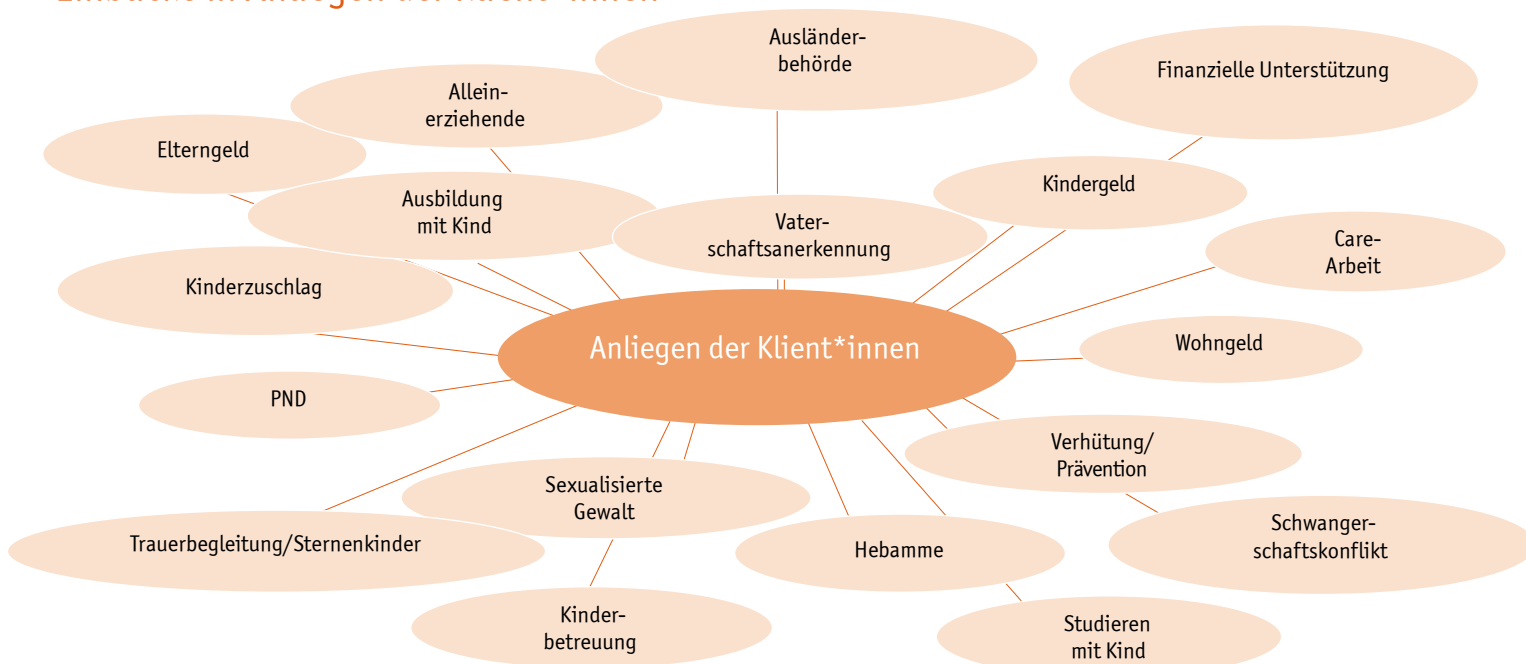 Ausländer-
behörde
Finanzielle Unterstützung
Allein-
erziehende
Elterngeld
Ausbildung
mit Kind
Kindergeld
Vater-
schaftsanerkennung
Care-
Arbeit
Kinderzuschlag
Anliegen der Klient*innen
Wohngeld
PND
Verhütung/
Prävention
Sexualisierte
Gewalt
Schwanger-
schaftskonflikt
Trauerbegleitung/Sternenkinder
Hebamme
Kinder-
betreuung
Studieren
mit Kind